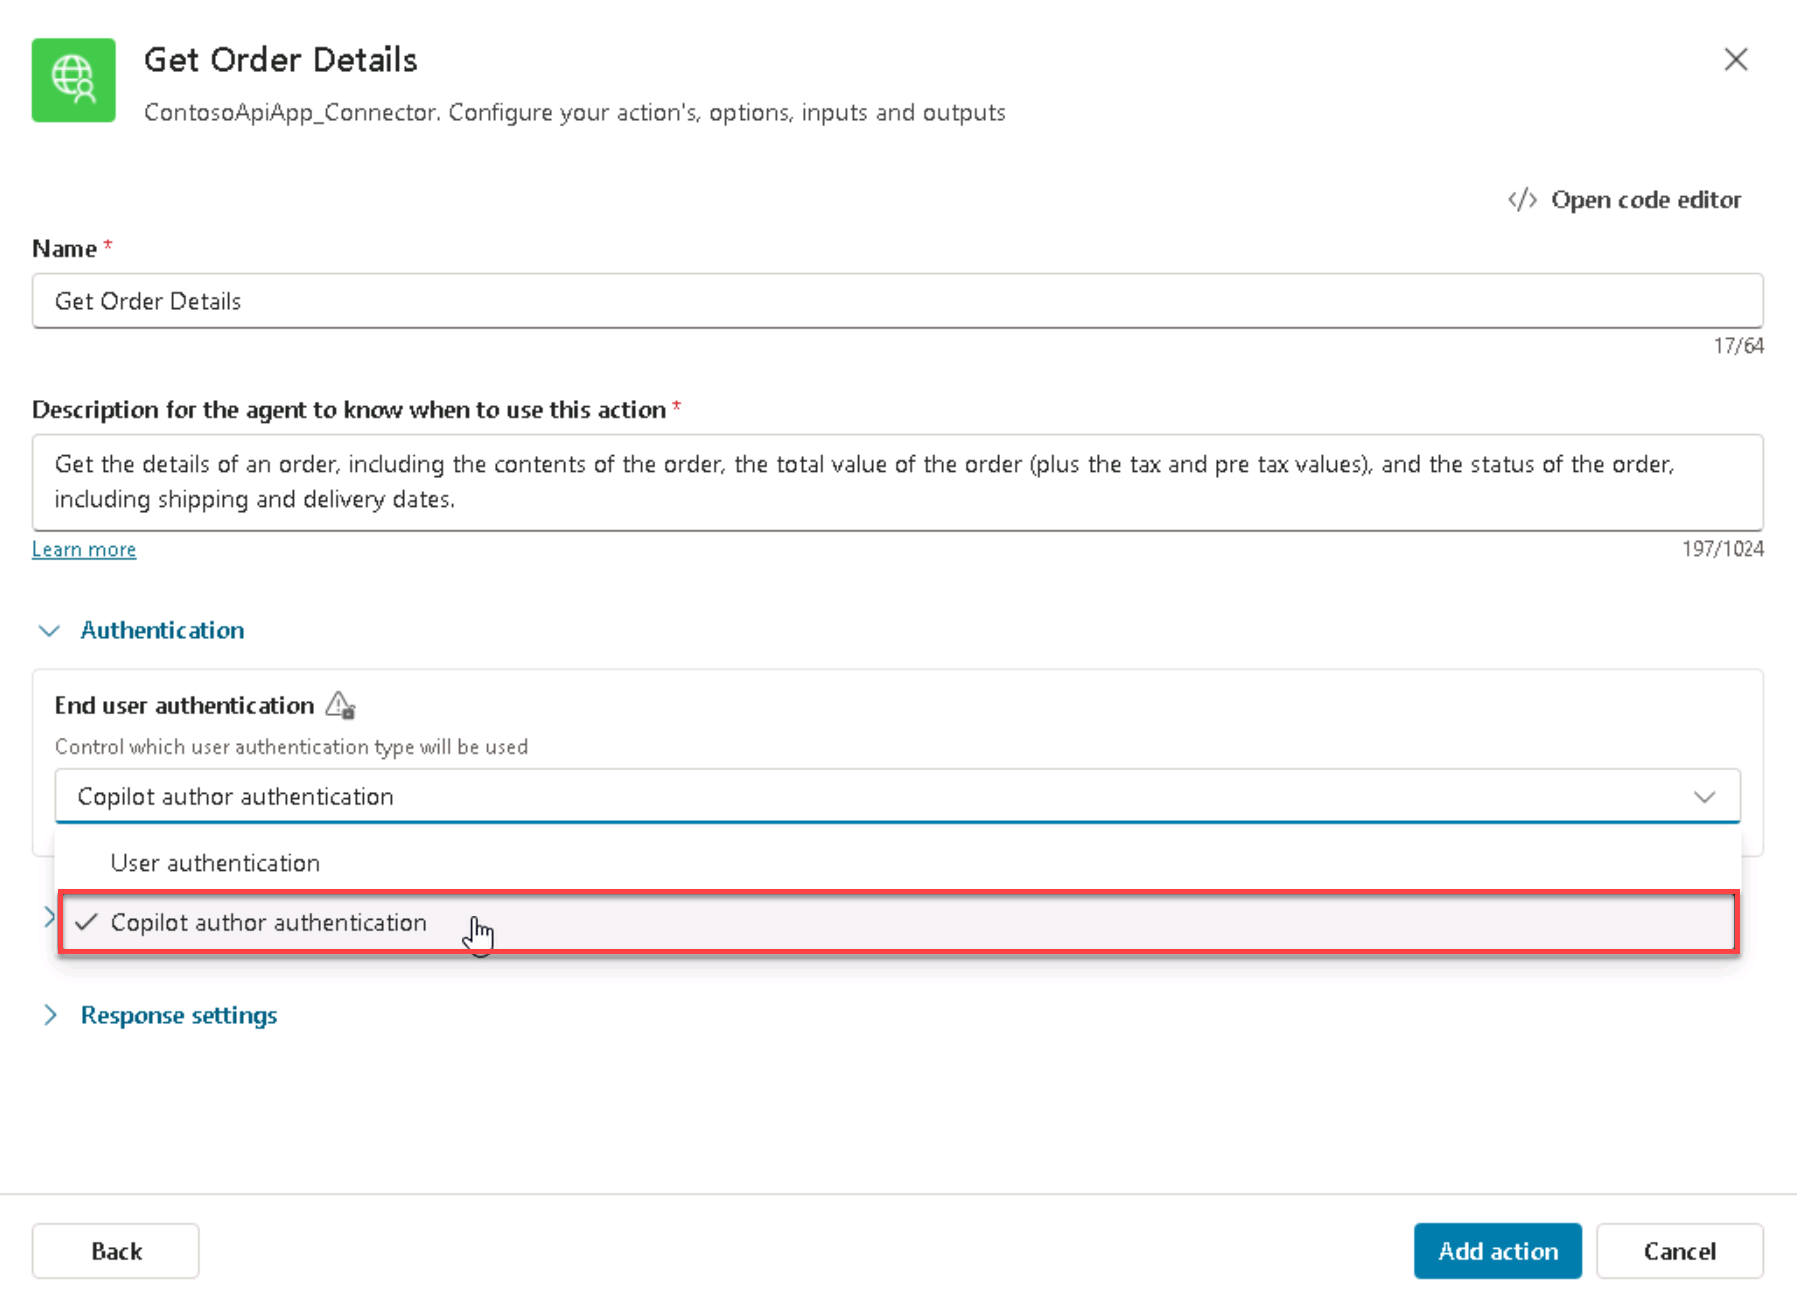 Get Order Details
ContosoApiApp_Connector. Configure your action's, options, inputs and outputs
</> Open code editor
Name *
Get Order Details
17/64
Description for the agent to know when to use this action *
Get the details of an order, including the contents of the order, the total value of the order (plus the tax and pre tax values), and the status of the order,
including shipping and delivery dates.
Learn more
197/1024
Authentication
End user authentication
Control which user authentication type will be used
Copilot author authentication
User authentication
Copilot author authentication
Response settings
Back
Add action
Cancel